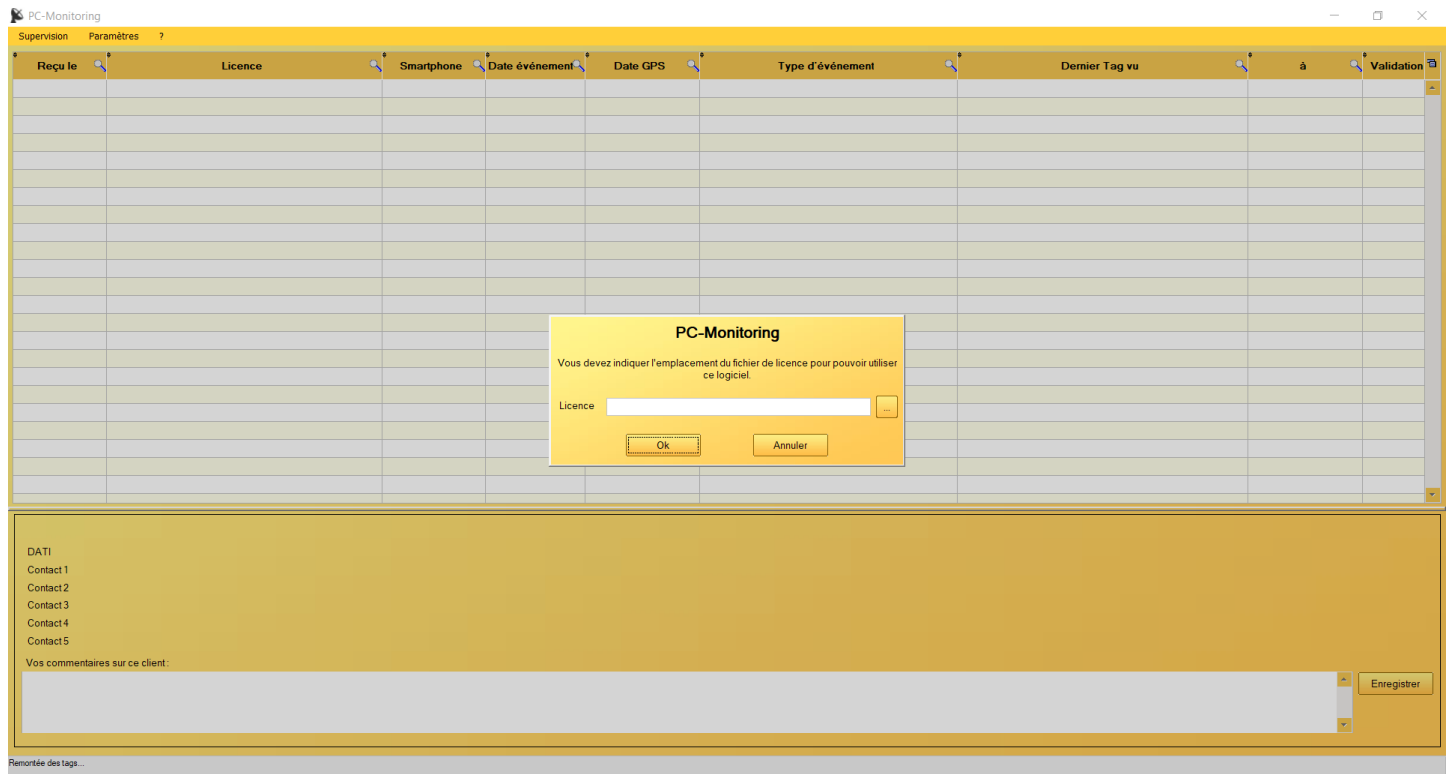 PC-Monitoring
Supervision Paramètres ?
Reçu le Licence Smartphone Date événement Date GPS Type d'événement Dernier Tag vu à Validation
PC-Monitoring
Vous devez indiquer l'emplacement du fichier de licence pour pouvoir utiliser
ce logiciel.
Licence ...
Ok Annuler
DATI
Contact 1
Contact 2
Contact 3
Contact 4
Contact 5
Vos commentaires sur ce client :
Enregistrer
Remontée des tags...